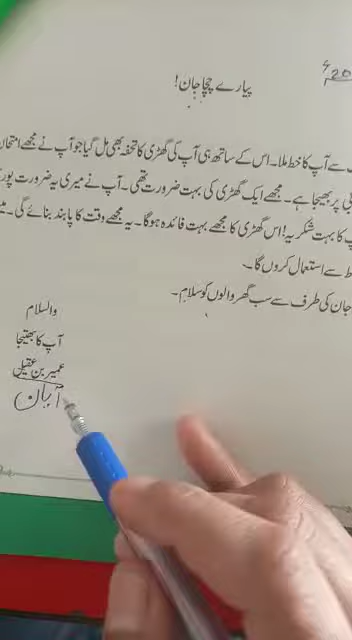 20ء
پیارے چچا جان!
سے آپ کا خط ملا۔ اس کے ساتھ ہی آپ کی گھڑی کا تحفہ بھی مل گیا جو آپ نے مجھے امتحان
پر بھیجا ہے۔ مجھے ایک گھڑی کی بہت ضرورت تھی۔ آپ نے میری یہ ضرورت پوری
کا بہت شکریہ! اس گھڑی کا مجھے بہت فائدہ ہوگا۔ یہ مجھے وقت کا پابند بنائے گی۔
سے استعمال کروں گا۔
جان کی طرف سے سب گھر والوں کو سلام۔
والسلام
آپ کا بھتیجا
عمیر بن عقیل
آبان